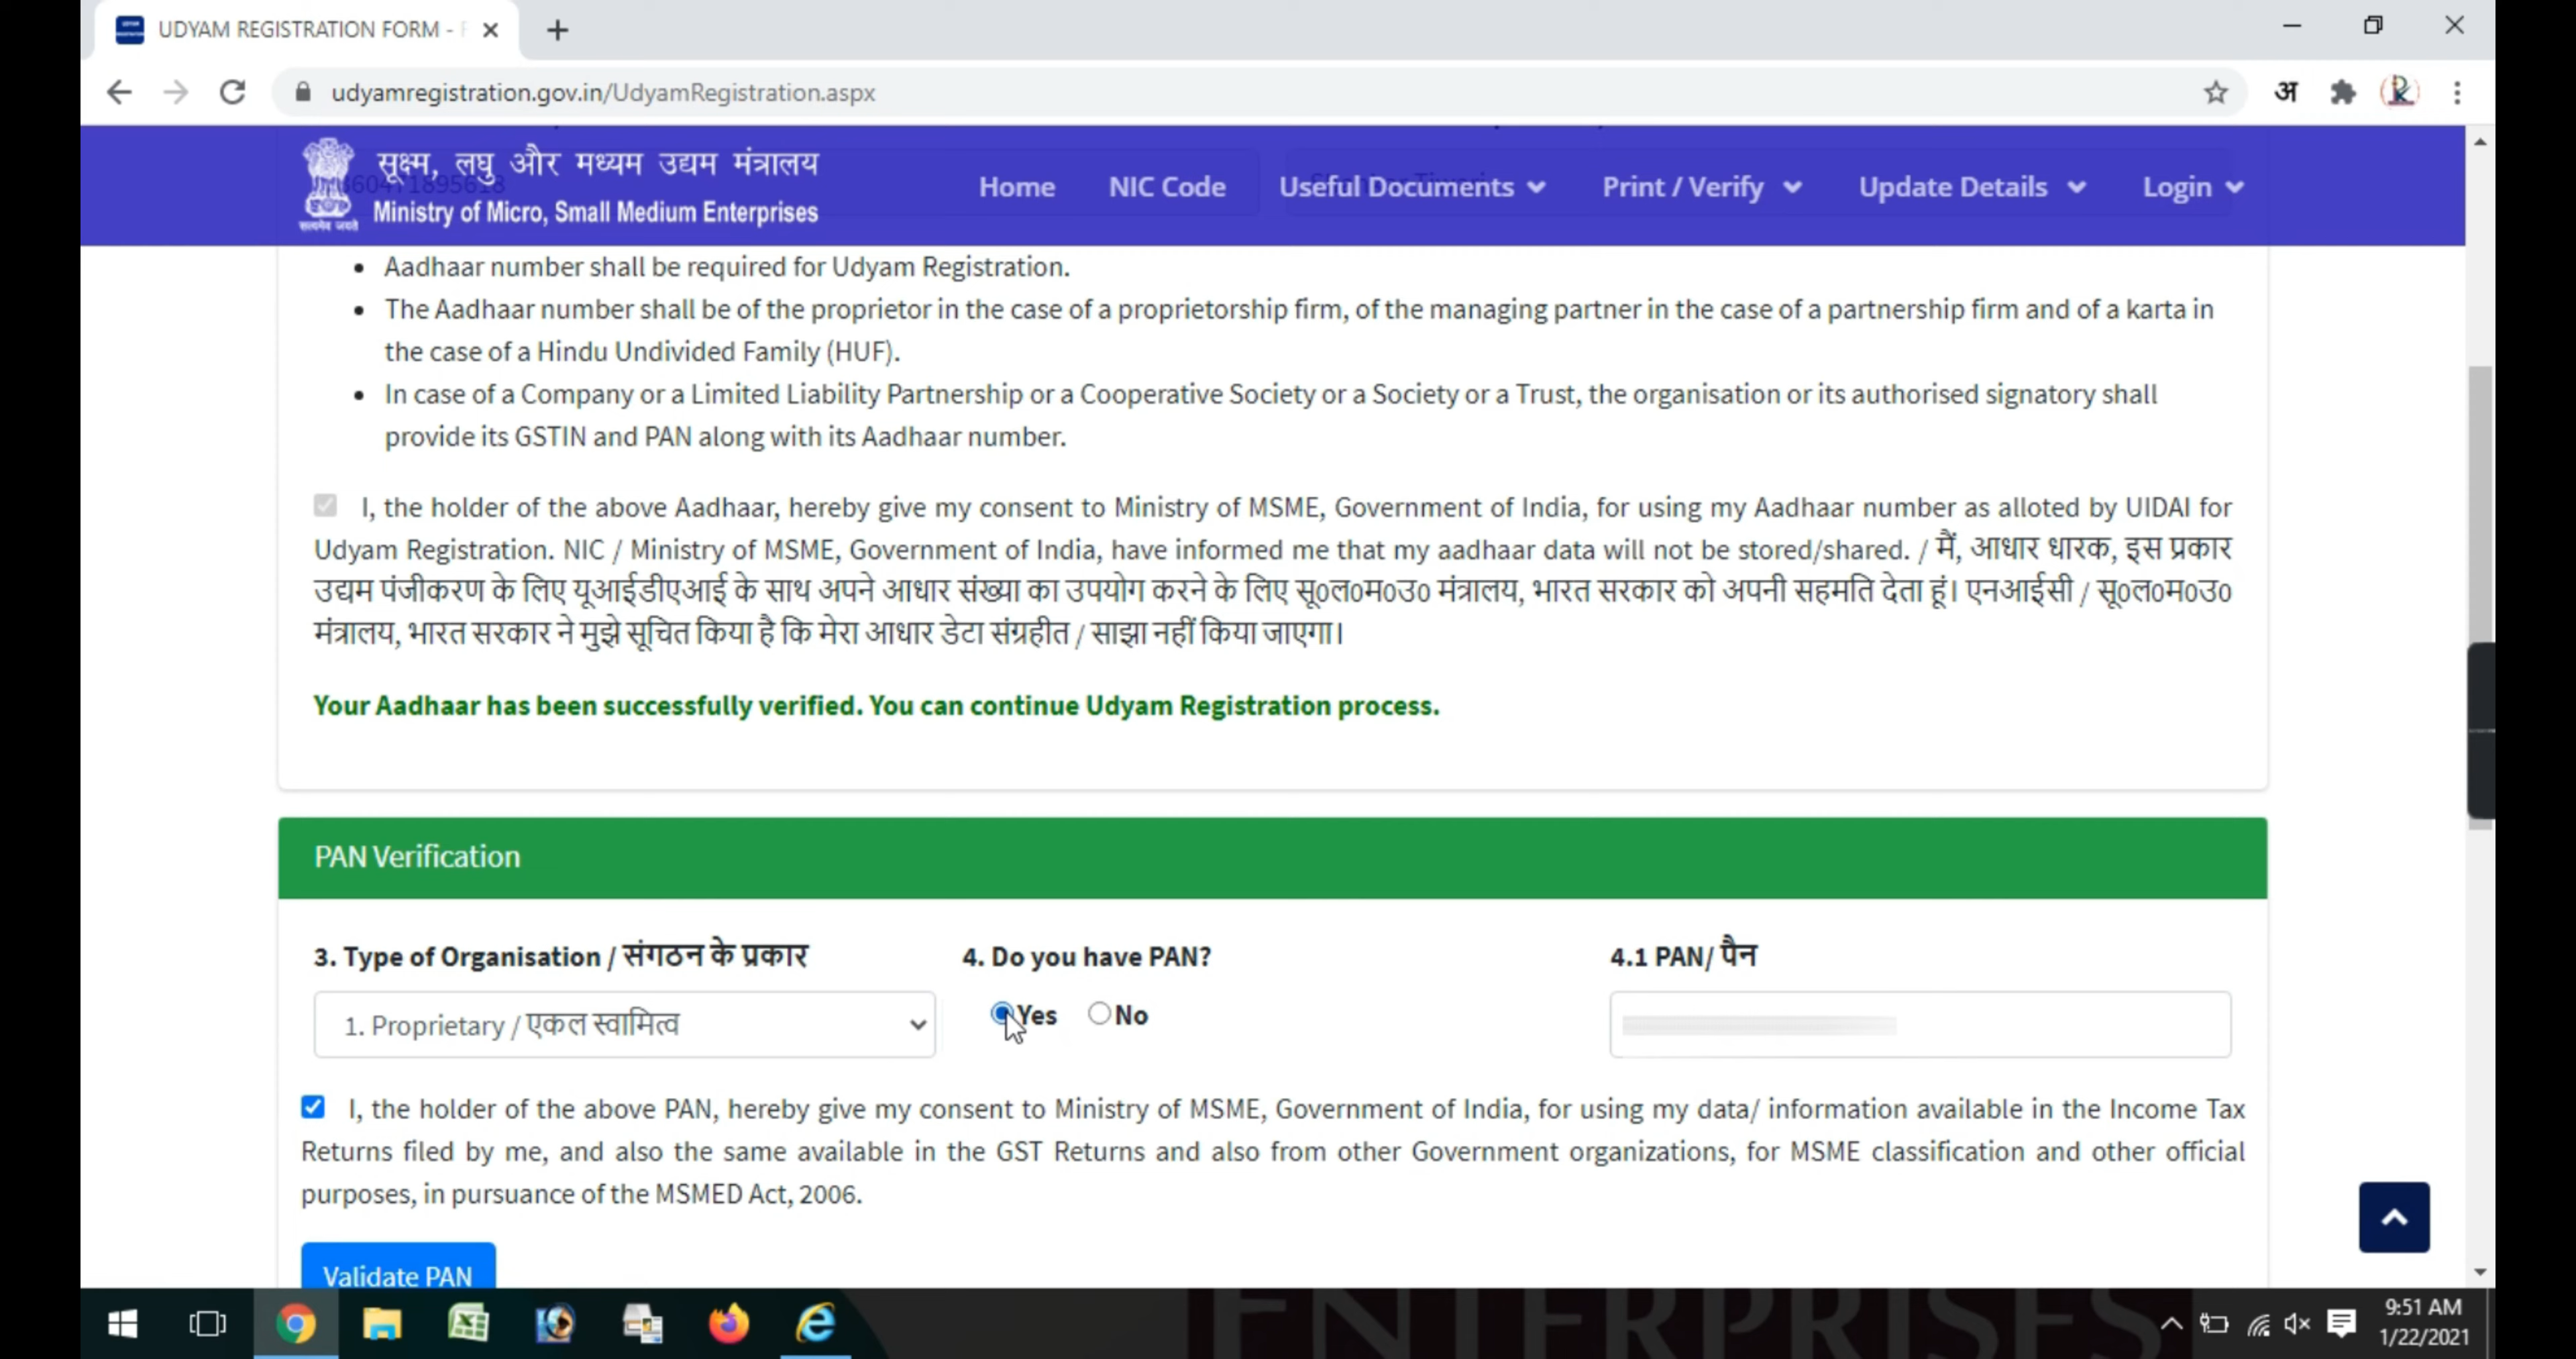 UDYAM REGISTRATION FORM -
udyamregistration.gov.in/UdyamRegistration.aspx
अ
सूक्ष्म, लघु और मध्यम उद्यम मंत्रालय
Ministry of Micro, Small Medium Enterprises
सत्यमेव जयते
Home NIC Code Useful Documents Print / Verify Update Details Login
• Aadhaar number shall be required for Udyam Registration.
• The Aadhaar number shall be of the proprietor in the case of a proprietorship firm, of the managing partner in the case of a partnership firm and of a karta in
the case of a Hindu Undivided Family (HUF).
• In case of a Company or a Limited Liability Partnership or a Cooperative Society or a Society or a Trust, the organisation or its authorised signatory shall
provide its GSTIN and PAN along with its Aadhaar number.
I, the holder of the above Aadhaar, hereby give my consent to Ministry of MSME, Government of India, for using my Aadhaar number as alloted by UIDAI for
Udyam Registration. NIC / Ministry of MSME, Government of India, have informed me that my aadhaar data will not be stored/shared. / मैं, आधार धारक, इस प्रकार
उद्यम पंजीकरण के लिए यूआईडीएआई के साथ अपने आधार संख्या का उपयोग करने के लिए सू0ल0म0उ0 मंत्रालय, भारत सरकार को अपनी सहमति देता हूं। एनआईसी / सू0ल0म0उ0
मंत्रालय, भारत सरकार ने मुझे सूचित किया है कि मेरा आधार डेटा संग्रहीत / साझा नहीं किया जाएगा।
Your Aadhaar has been successfully verified. You can continue Udyam Registration process.
PAN Verification
3. Type of Organisation / संगठन के प्रकार 4. Do you have PAN? 4.1 PAN/ पैन
1. Proprietary / एकल स्वामित्व Yes No
I, the holder of the above PAN, hereby give my consent to Ministry of MSME, Government of India, for using my data/ information available in the Income Tax
Returns filed by me, and also the same available in the GST Returns and also from other Government organizations, for MSME classification and other official
purposes, in pursuance of the MSMED Act, 2006.
Validate PAN
ENTERPRISES
9:51 AM
1/22/2021